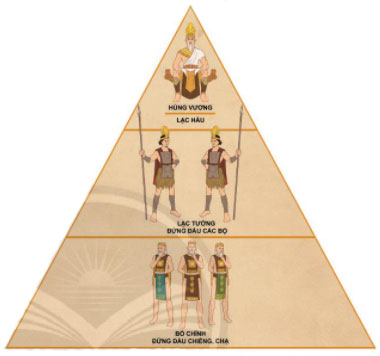 HÙNG VƯƠNG
LẠC HẦU
LẠC TƯỚNG
ĐỨNG ĐẦU CÁC BỘ
BỒ CHÍNH
ĐỨNG ĐẦU CHIỀNG, CHẠ